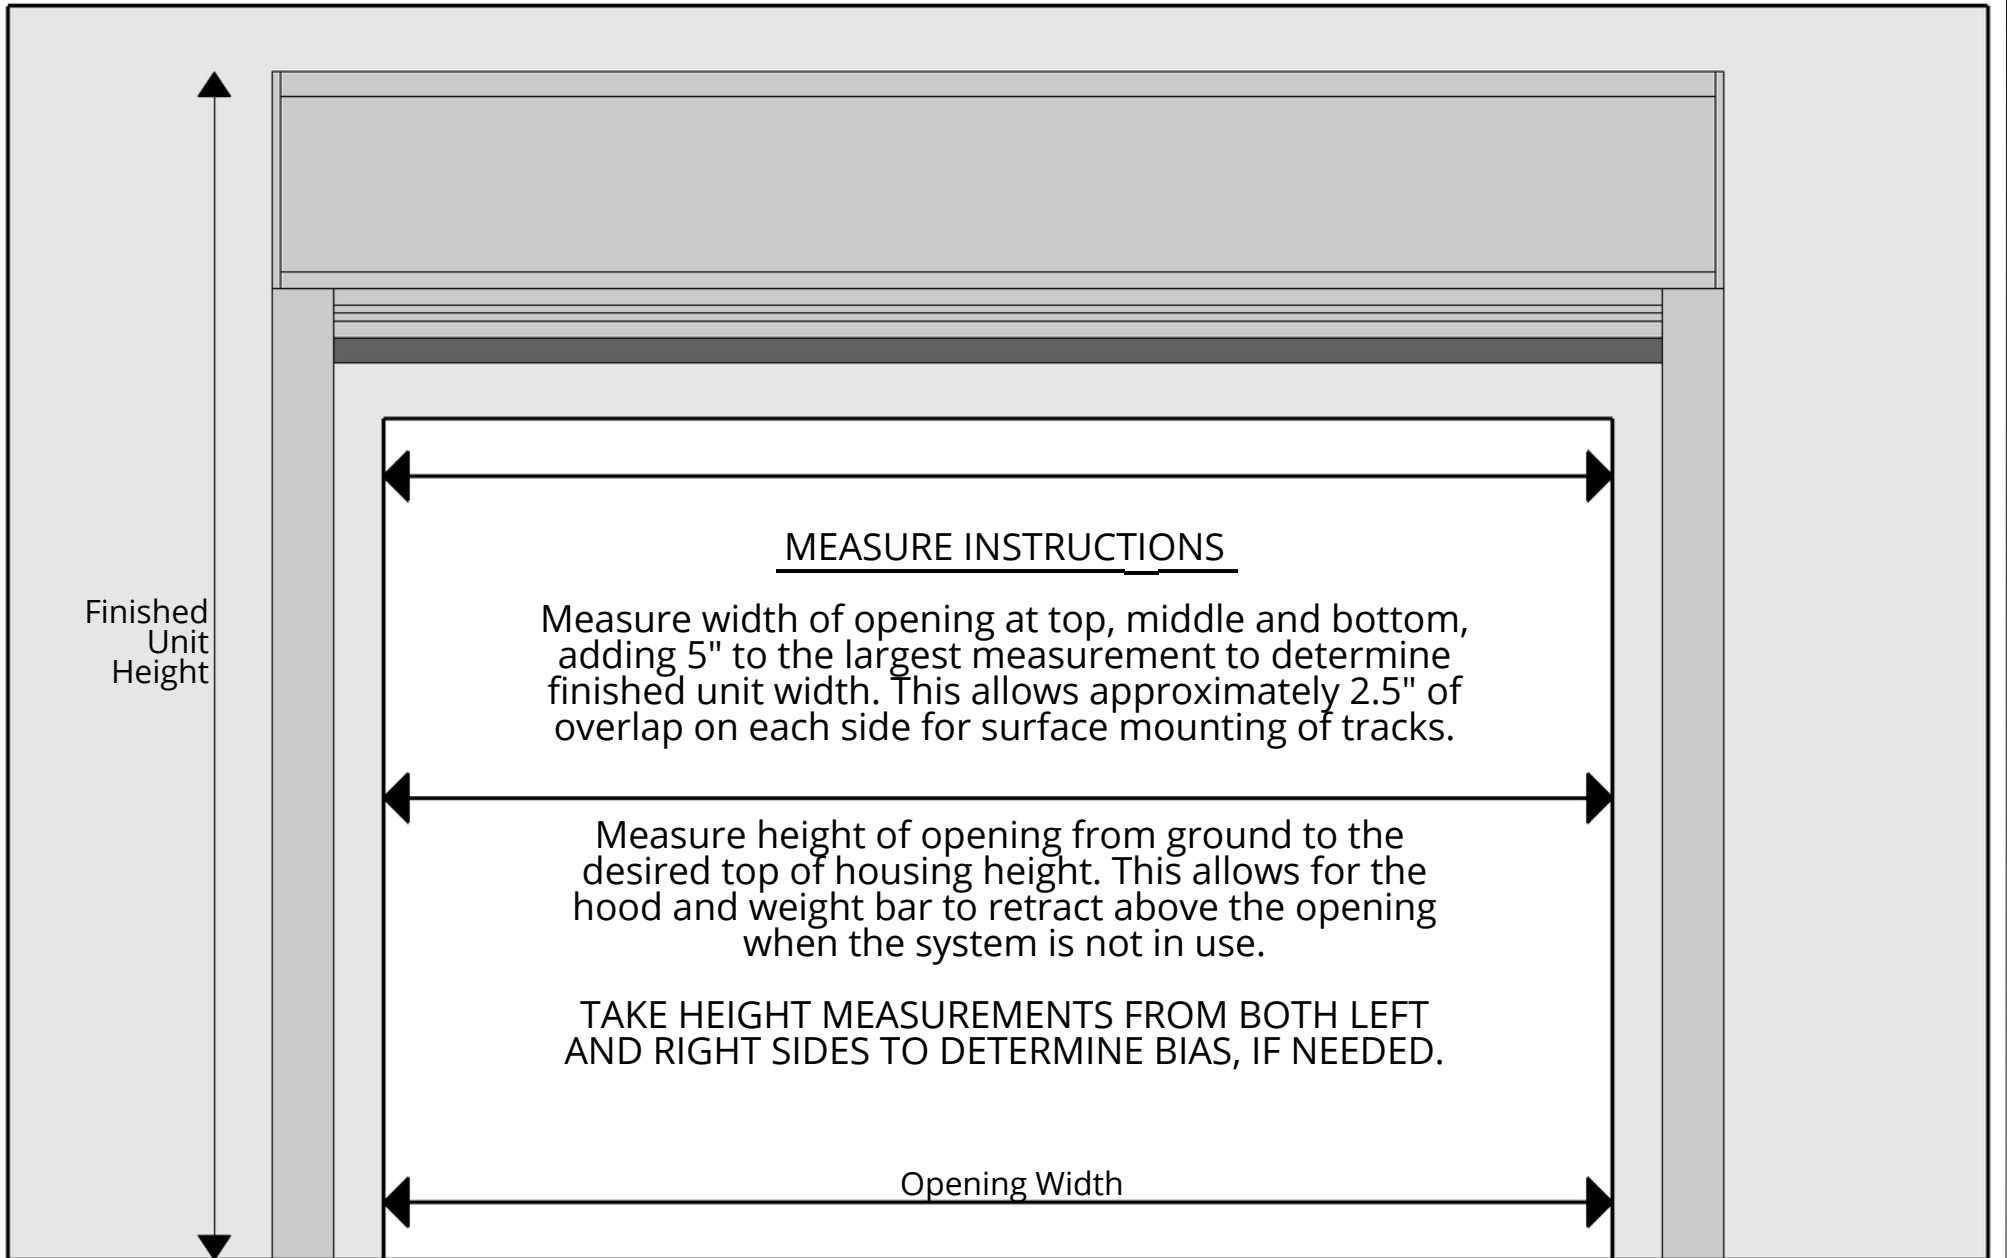 MEASURE INSTRUCTIONS
Measure width of opening at top, middle and bottom,
adding 5" to the largest measurement to determine
finished unit width. This allows approximately 2.5" of
overlap on each side for surface mounting of tracks.
Finished
Unit
Height
Measure height of opening from ground to the
desired top of housing height. This allows for the
hood and weight bar to retract above the opening
when the system is not in use.
TAKE HEIGHT MEASUREMENTS FROM BOTH LEFT
AND RIGHT SIDES TO DETERMINE BIAS, IF NEEDED.
Opening Width